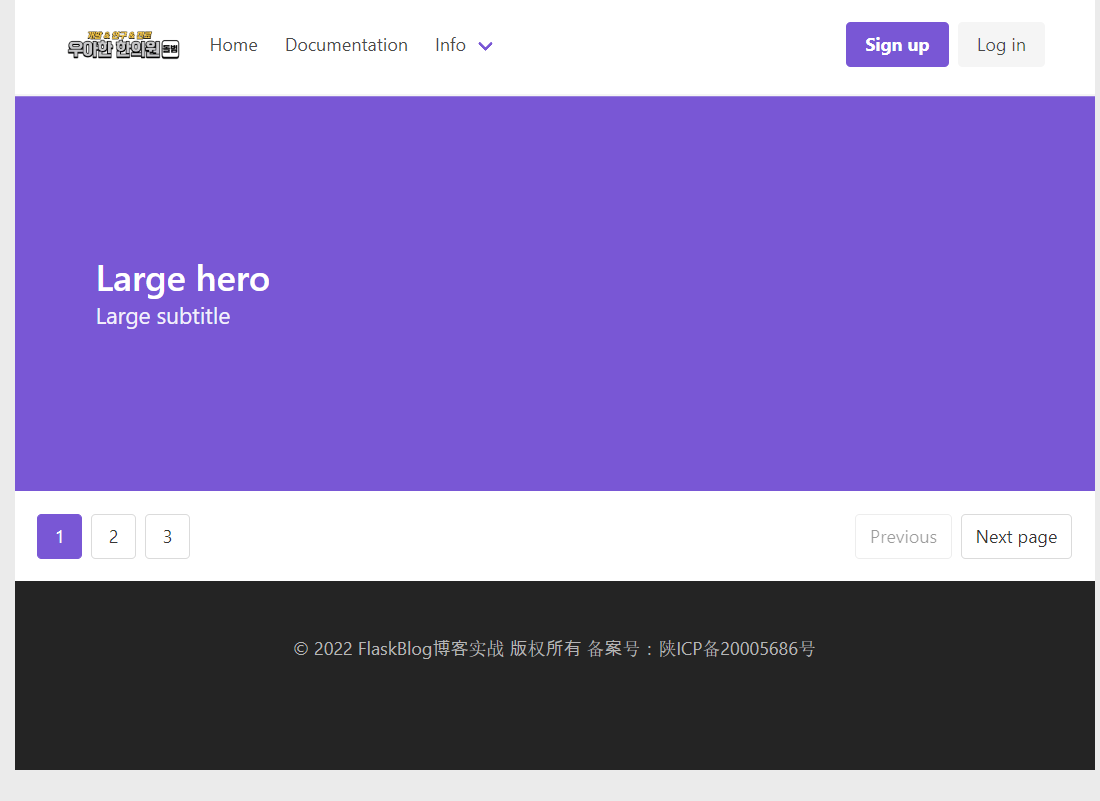 우아한 한의원
Home
Documentation
Info
Sign up
Log in
Large hero
Large subtitle
1
2
3
Previous
Next page
© 2022 FlaskBlog博客实战 版权所有 备案号：陕ICP备20005686号